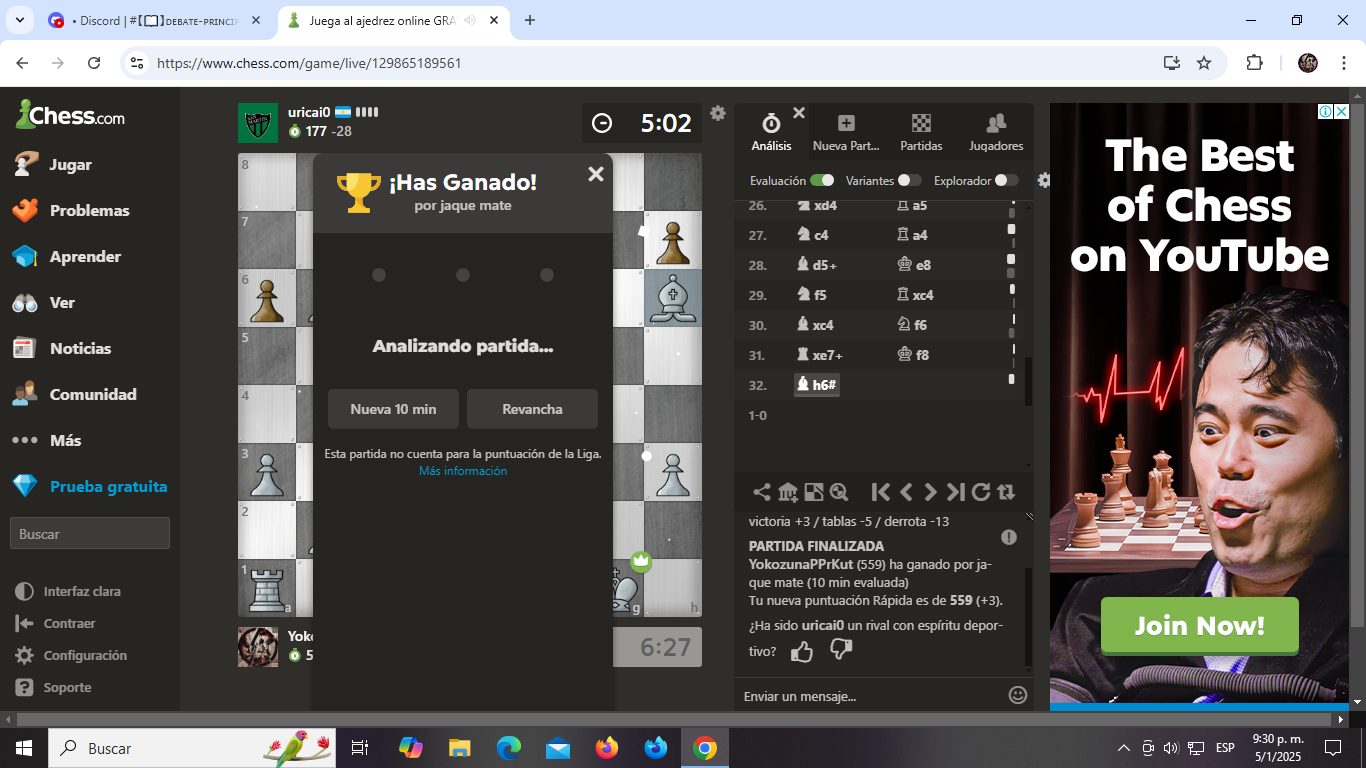 • Discord | #【📖】ᴅᴇʙᴀᴛᴇ-ᴘʀɪɴᴄɪᴘ
Juega al ajedrez online GRA
https://www.chess.com/game/live/129865189561
Chess.com
Jugar
Problemas
Aprender
Ver
Noticias
Comunidad
Más
Prueba gratuita
Buscar
Interfaz clara
Contraer
Configuración
Soporte
uricai0
177 -28
5:02
8
7
6
5
4
3
2
1
a
g
h
¡Has Ganado!
por jaque mate
Analizando partida...
Nueva 10 min
Revancha
Esta partida no cuenta para la puntuación de la Liga.
Más información
Yoko
5
6:27
Análisis
Nueva Part...
Partidas
Jugadores
Evaluación
Variantes
Explorador
26. xd4 a5
27. c4 a4
28. d5+ e8
29. f5 xc4
30. xc4 f6
31. xe7+ f8
32. h6#
1-0
victoria +3 / tablas -5 / derrota -13
PARTIDA FINALIZADA
YokozunaPPrKut (559) ha ganado por ja-
que mate (10 min evaluada)
Tu nueva puntuación Rápida es de 559 (+3).
¿Ha sido uricai0 un rival con espíritu depor-
tivo?
Enviar un mensaje...
The Best
of Chess
on YouTube
Join Now!
Buscar
ESP
9:30 p. m.
5/1/2025